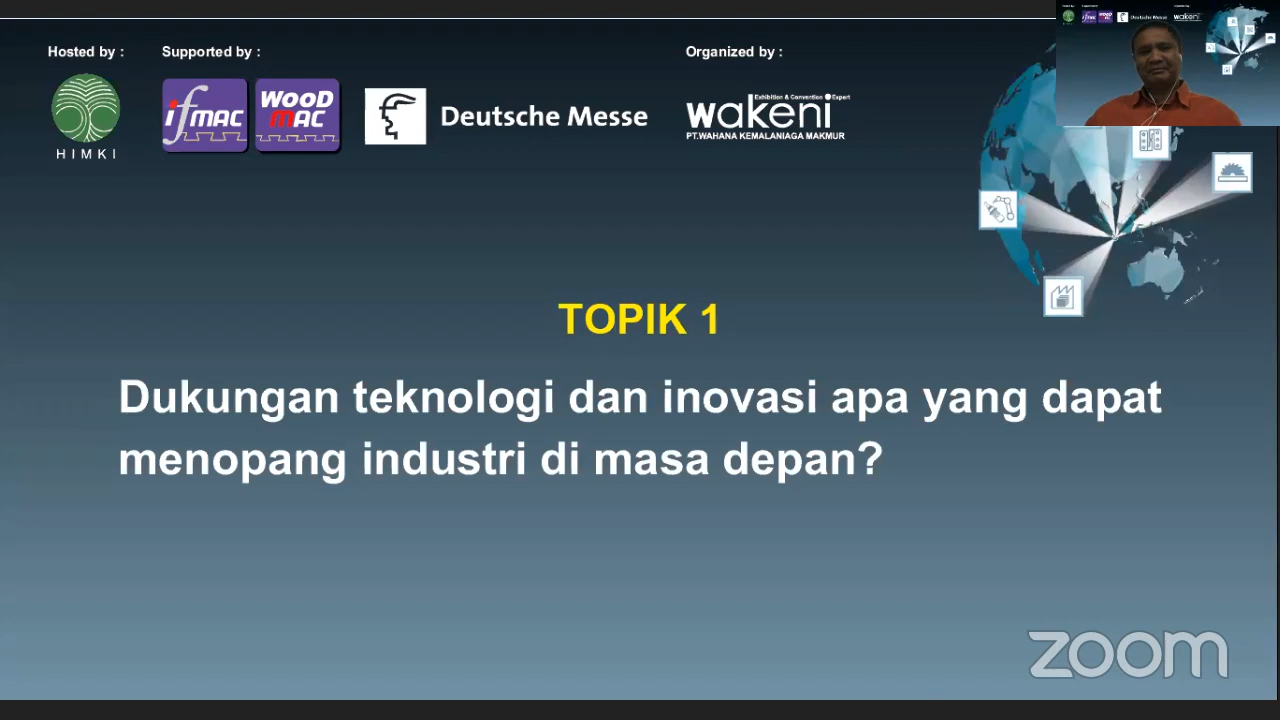 Hosted by :
Supported by :
Organized by :
HIMKI
ifmac
WOOD MAC
Deutsche Messe
wakeni
Exhibition & Convention Expert
PT.WAHANA KEMALANIAGA MAKMUR
TOPIK 1
Dukungan teknologi dan inovasi apa yang dapat
menopang industri di masa depan?
zoom